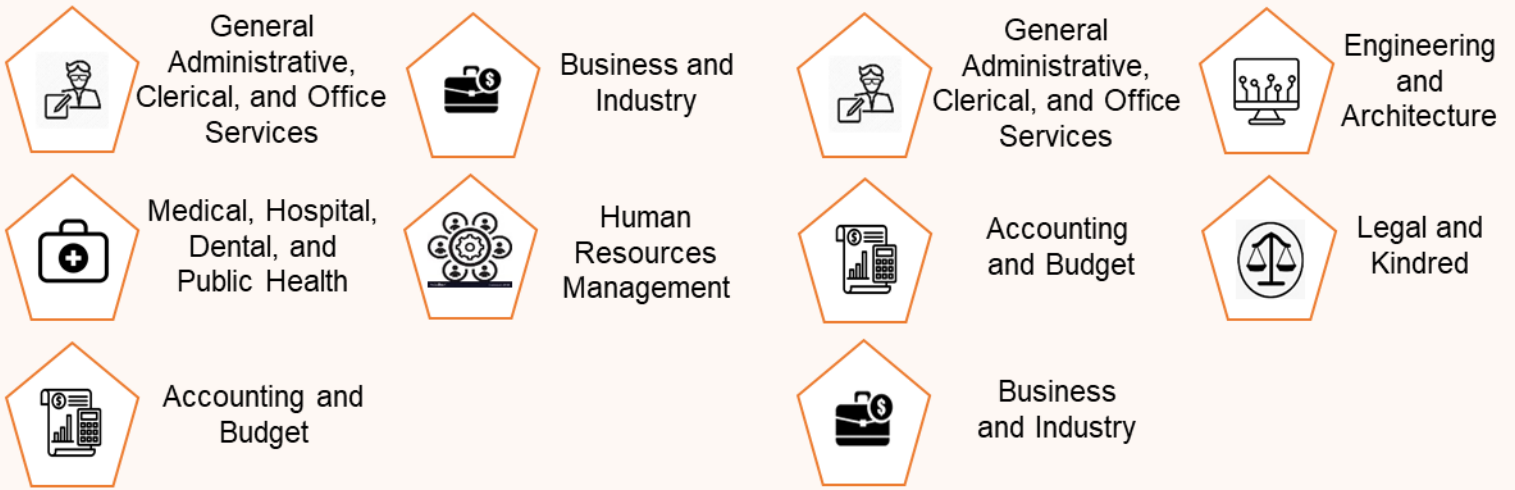 General
Administrative,
Clerical, and Office
Services
Business and
Industry
Medical, Hospital,
Dental, and
Public Health
Human
Resources
Management
Accounting and
Budget
General
Administrative,
Clerical, and Office
Services
Engineering
and
Architecture
Accounting
and Budget
Legal and
Kindred
Business
and Industry